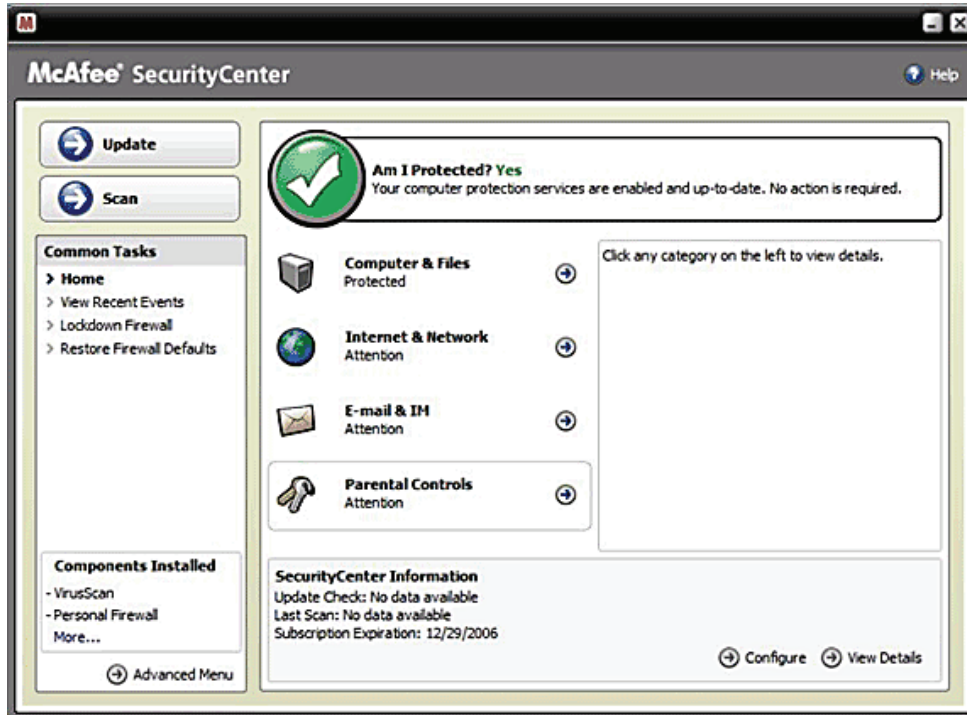 McAfee® SecurityCenter
Help
Update
Scan
Common Tasks
Home
View Recent Events
Lockdown Firewall
Restore Firewall Defaults
Components Installed
- VirusScan
- Personal Firewall
More...
Advanced Menu
Am I Protected? Yes
Your computer protection services are enabled and up-to-date. No action is required.
Computer & Files
Protected
Internet & Network
Attention
E-mail & IM
Attention
Parental Controls
Attention
Click any category on the left to view details.
SecurityCenter Information
Update Check: No data available
Last Scan: No data available
Subscription Expiration: 12/29/2006
Configure
View Details